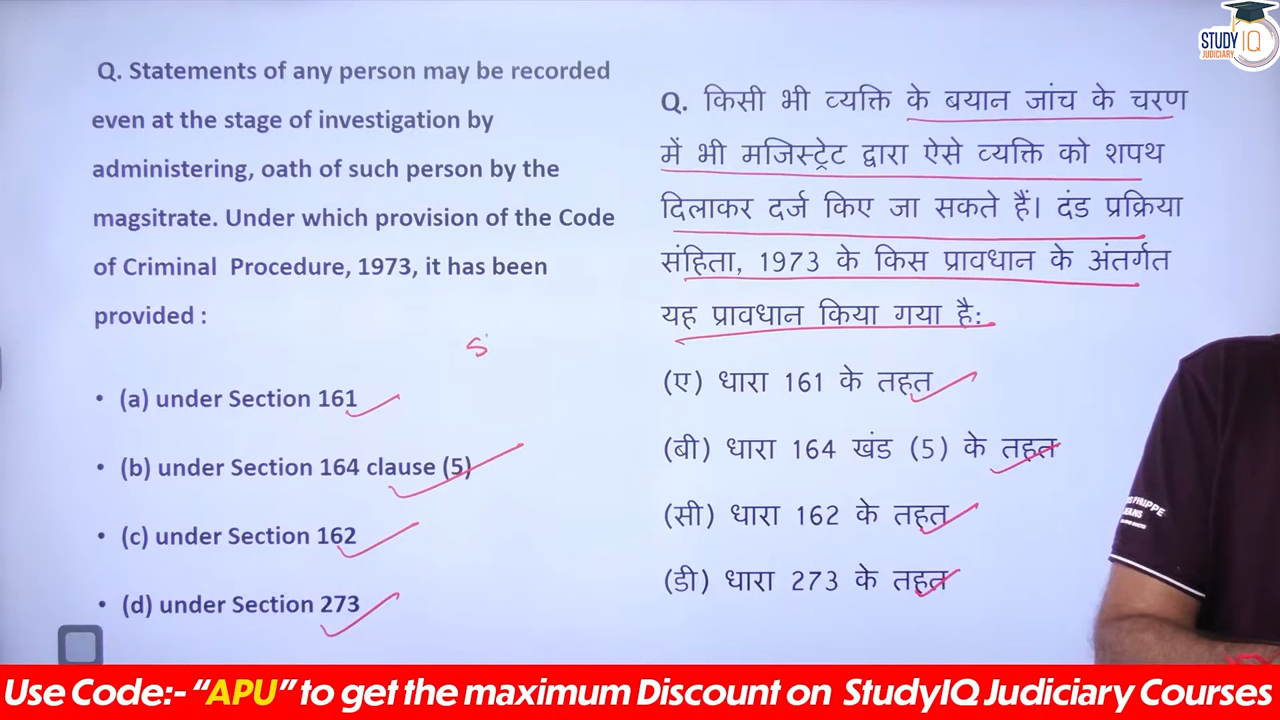 STUDY IQ
JUDICIARY
Q. Statements of any person may be recorded
even at the stage of investigation by
administering, oath of such person by the
magsitrate. Under which provision of the Code
of Criminal Procedure, 1973, it has been
provided :
• (a) under Section 161
• (b) under Section 164 clause (5)
• (c) under Section 162
• (d) under Section 273
Q. किसी भी व्यक्ति के बयान जांच के चरण
में भी मजिस्ट्रेट द्वारा ऐसे व्यक्ति को शपथ
दिलाकर दर्ज किए जा सकते हैं। दंड प्रक्रिया
संहिता, 1973 के किस प्रावधान के अंतर्गत
यह प्रावधान किया गया है:
(ए) धारा 161 के तहत
(बी) धारा 164 खंड (5) के तहत
(सी) धारा 162 के तहत
(डी) धारा 273 के तहत
S
Use Code:- “APU” to get the maximum Discount on StudyIQ Judiciary Courses